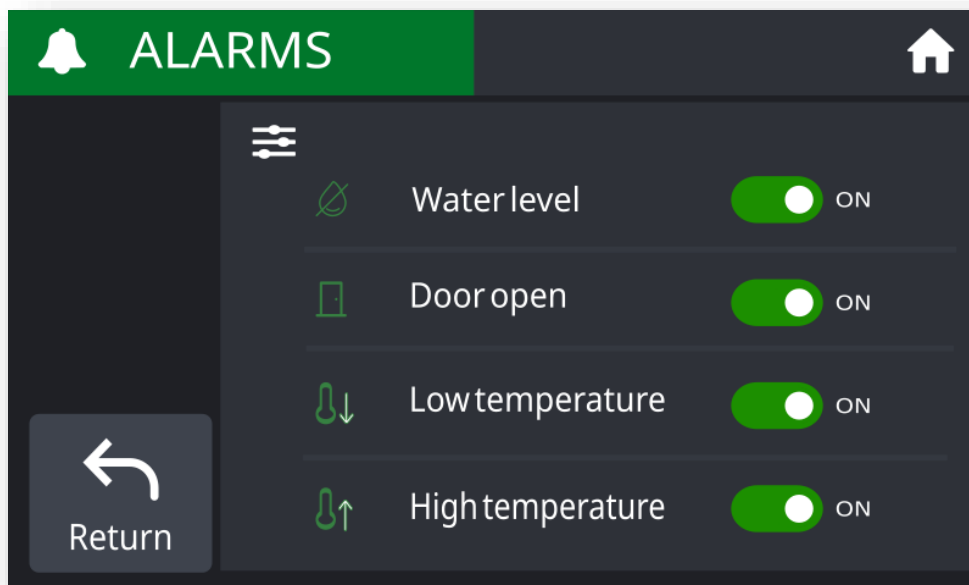 ALARMS
Water level ON
Door open ON
Low temperature ON
High temperature ON
Return